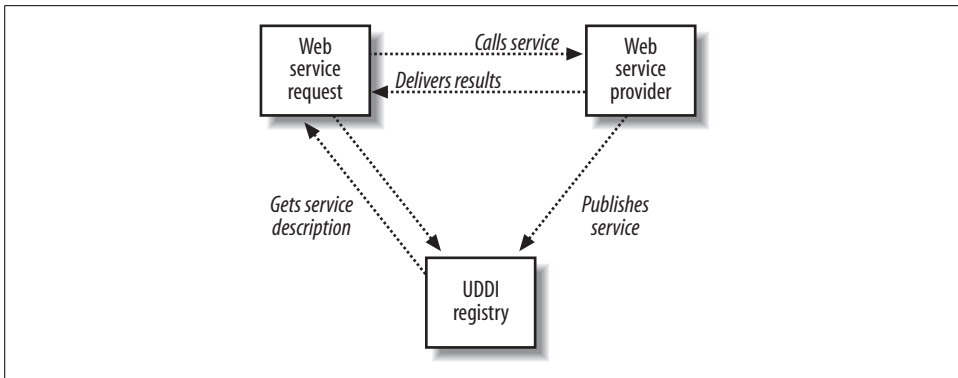 Web
service
request
Calls service
Delivers results
Web
service
provider
Gets service
description
Publishes
service
UDDI
registry